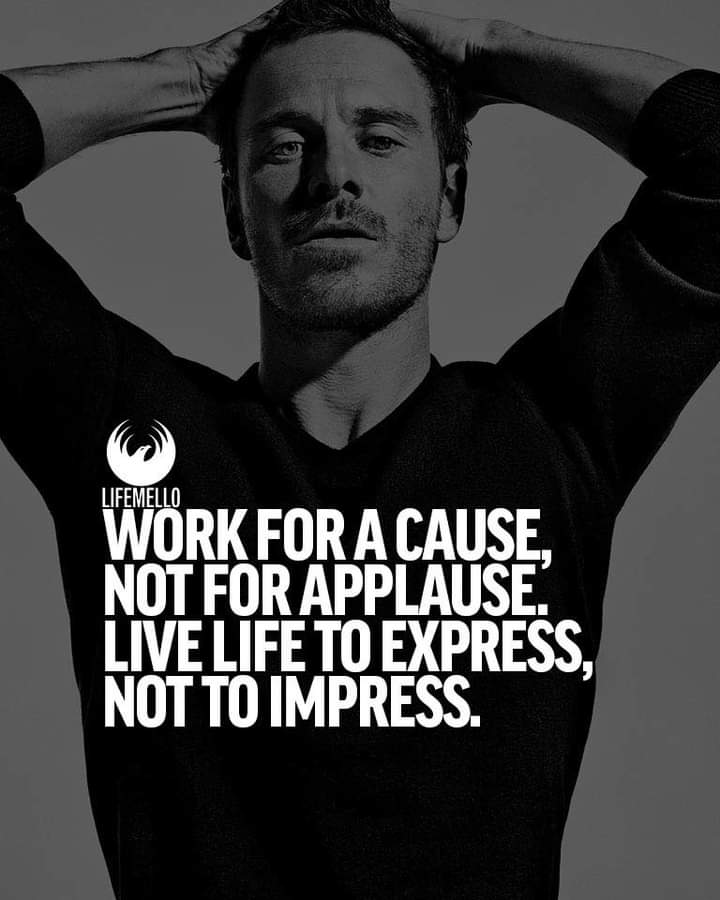 LIFEMELLO
WORK FOR A CAUSE,
NOT FOR APPLAUSE.
LIVE LIFE TO EXPRESS,
NOT TO IMPRESS.